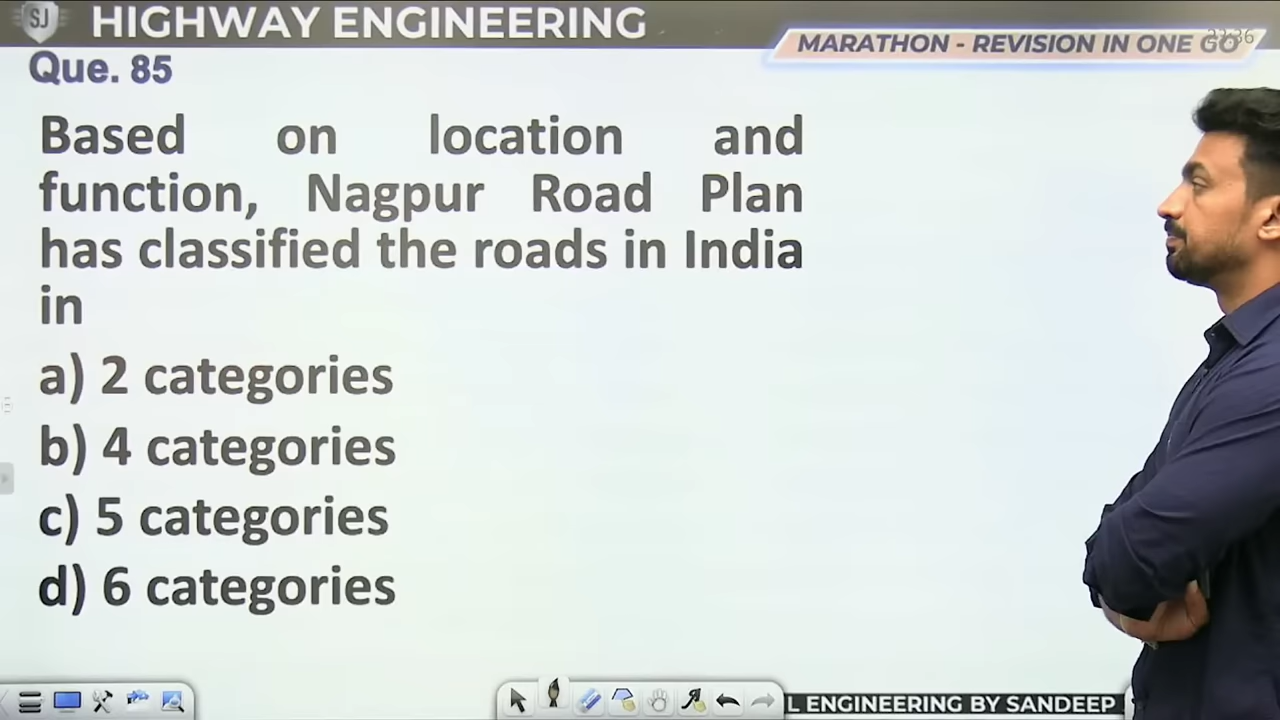 SJ
HIGHWAY ENGINEERING
MARATHON - REVISION IN ONE GO
Que. 85
Based on location and
function, Nagpur Road Plan
has classified the roads in India
in
a) 2 categories
b) 4 categories
c) 5 categories
d) 6 categories
L ENGINEERING BY SANDEEP